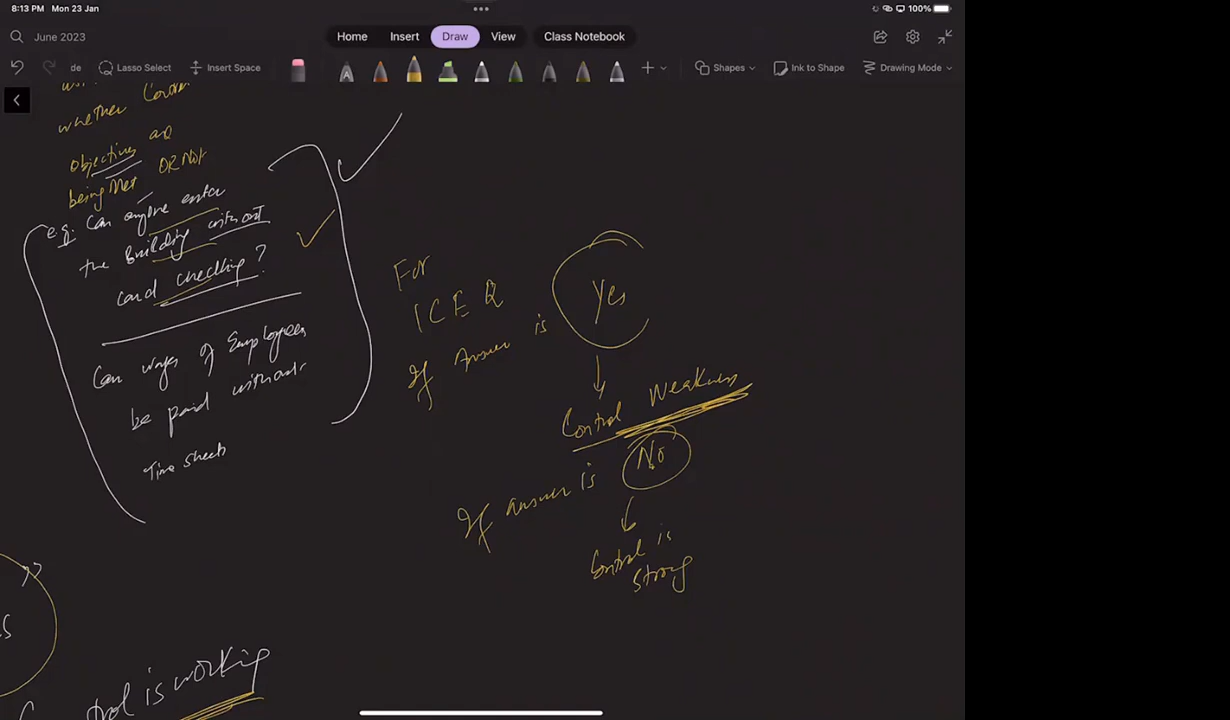 8:13 PM Mon 23 Jan
100%
June 2023
Home Insert Draw View Class Notebook
de Lasso Select Insert Space Shapes Ink to Shape Drawing Mode
whether
objectives are
being Met OR Not
e.g. Can anyone enter
the Building without
card checking?
Can wages of Employees
be paid without
Time sheets
For
ICEQ
If Answer is Yes
Control Weakness
If answer is No
Control is
strong
is working